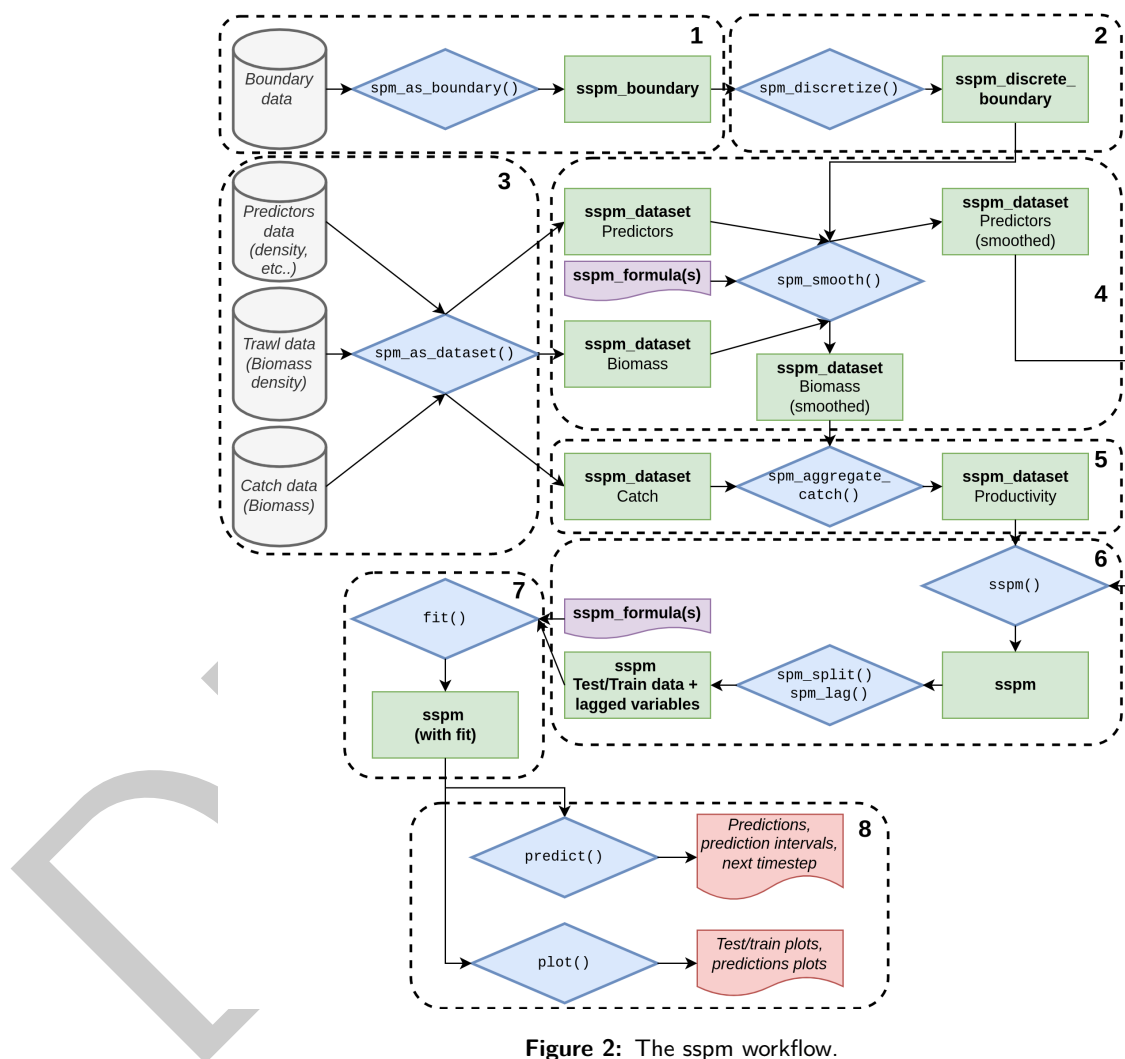 1
Boundary
data
spm_as_boundary()
sspm_boundary
2
spm_discretize()
sspm_discrete_
boundary
3
Predictors
data
(density,
etc..)
Trawl data
(Biomass
density)
Catch data
(Biomass)
spm_as_dataset()
4
sspm_dataset
Predictors
sspm_formula(s)
sspm_dataset
Biomass
spm_smooth()
sspm_dataset
Predictors
(smoothed)
sspm_dataset
Biomass
(smoothed)
5
sspm_dataset
Catch
spm_aggregate_
catch()
sspm_dataset
Productivity
6
sspm()
sspm
spm_split()
spm_lag()
sspm_formula(s)
sspm
Test/Train data +
lagged variables
7
fit()
sspm
(with fit)
8
predict()
Predictions,
prediction intervals,
next timestep
plot()
Test/train plots,
predictions plots
Figure 2: The sspm workflow.